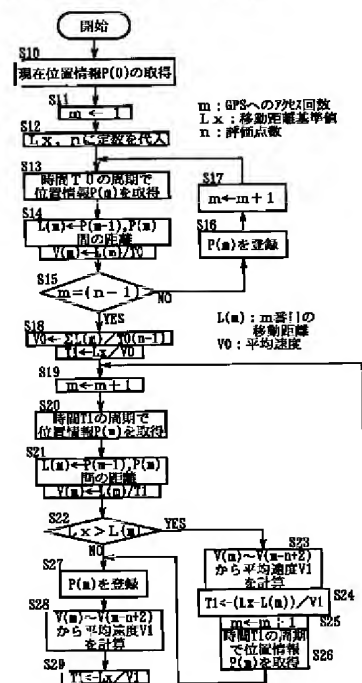 開始
S10
現在位置情報P(0)の取得
S11
m ← 1
m:GPSへのアクセス回数
Lx:移動距離基準値
n:評価点数
S12
Lx, nに定数を代入
S13
時間T0の周期で
位置情報P(m)を取得
S17
m←m+1
S14
L(m)←P(m-1),P(m)
間の距離
V(m)←L(m)/T0
S16
P(m)を登録
S15
m=(n-1)
NO
YES
L(m):m番目の
移動距離
V0:平均速度
S18
V0←ΣL(m)/T0(n-1)
T1←Lx/V0
S19
m←m+1
S20
時間T1の周期で
位置情報P(m)を取得
S21
L(m)←P(m-1),P(m)
間の距離
V(m)←L(m)/T1
S22
Lx>L(m)
YES
NO
S23
V(m)~V(m-n+2)
から平均速度V1
を計算
S24
T1←(Lx-L(m))/V1
S25
m←m+1
S26
時間T1の周期
で位置情報
P(m)を取得
S27
P(m)を登録
S28
V(m)~V(m-n+2)
から平均速度V1
を計算
S29
T1←Lx/V1